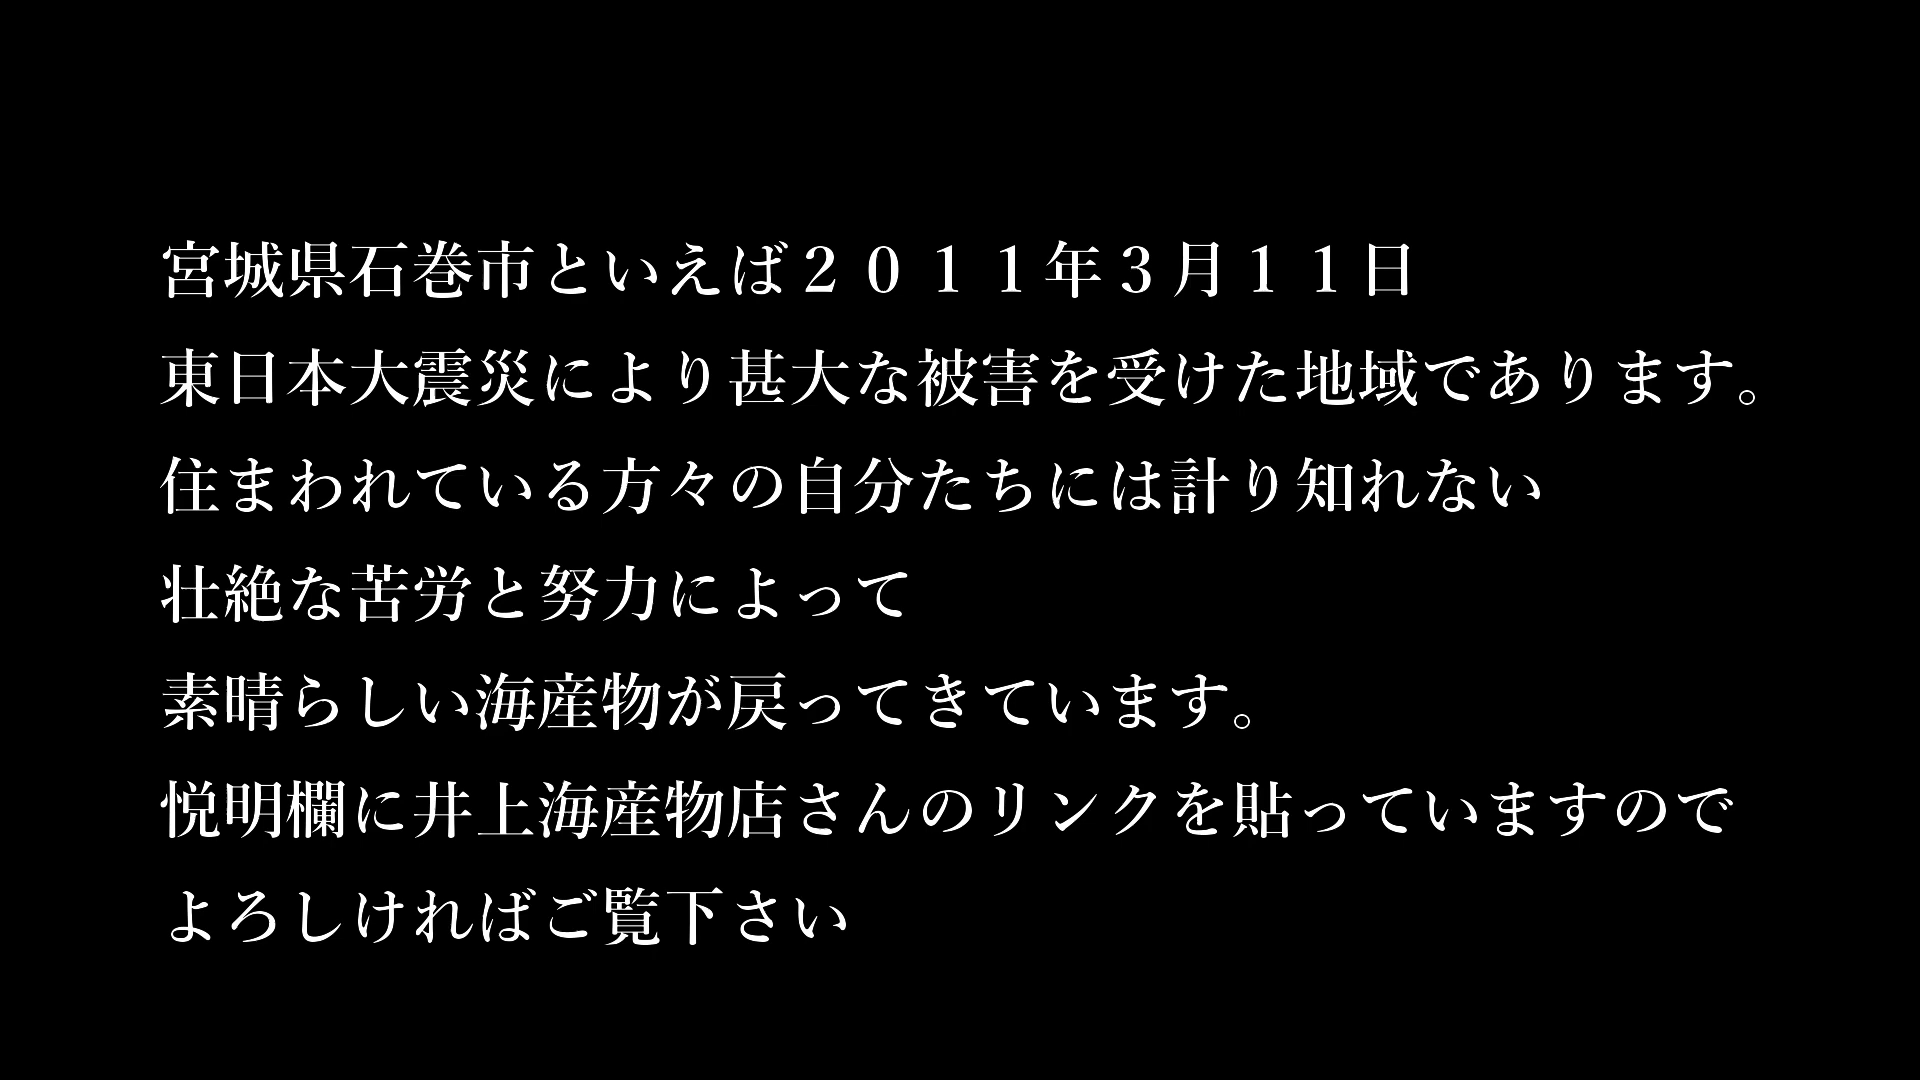 宮城県石巻市といえば２０１１年３月１１日
東日本大震災により甚大な被害を受けた地域であります。
住まわれている方々の自分たちには計り知れない
壮絶な苦労と努力によって
素晴らしい海産物が戻ってきています。
悦明欄に井上海産物店さんのリンクを貼っていますので
よろしければご覧下さい